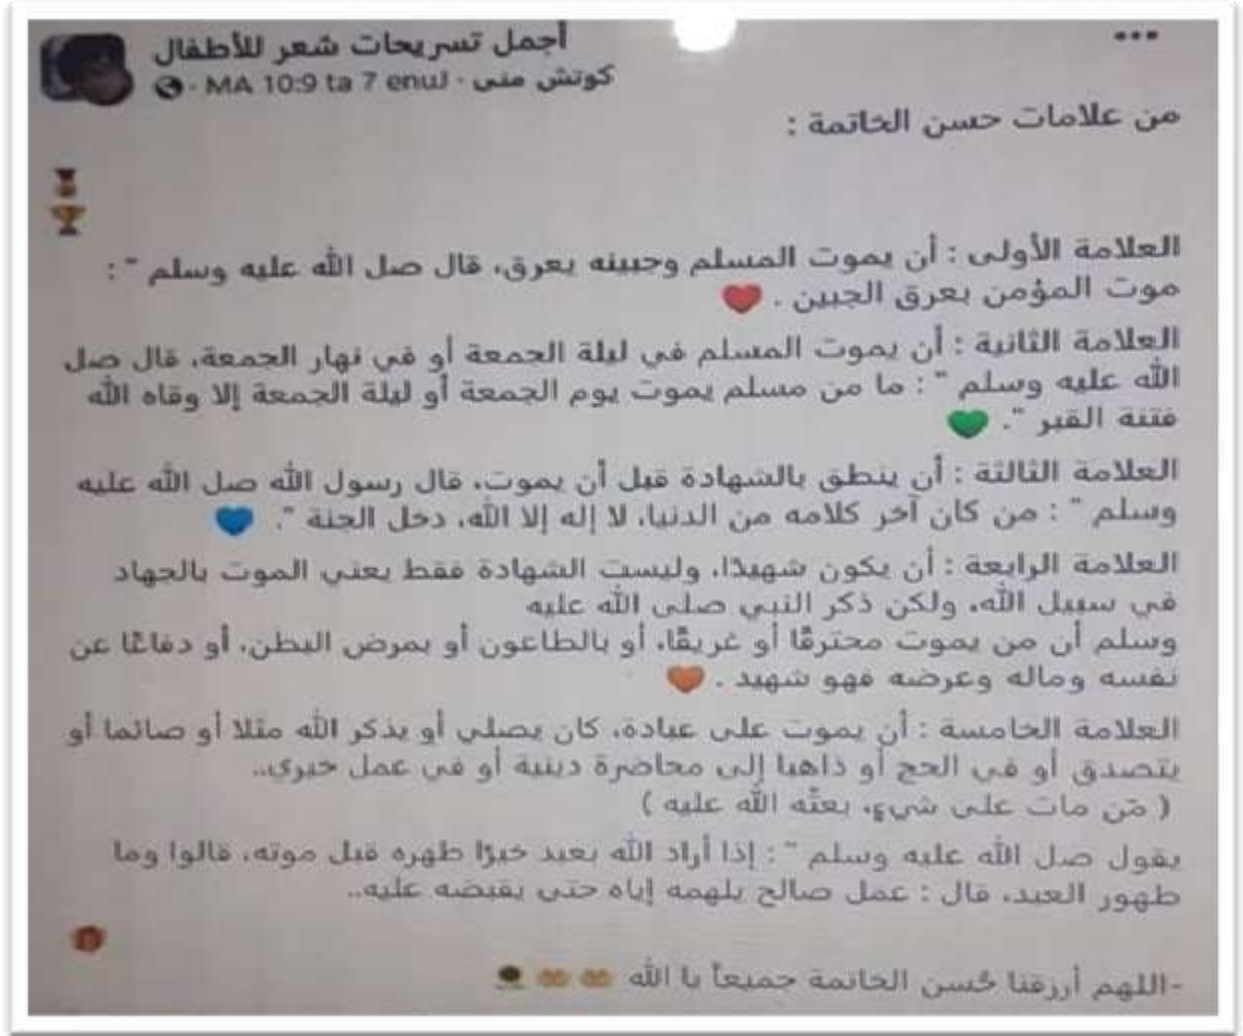 أجمل تسريحات شعر للأطفال
كوتش منى · MA 10:9 ta 7 enuJ ·
من علامات حسن الخاتمة :
العلامة الأولى : أن يموت المسلم وجبينه يعرق، قال صل الله عليه وسلم " :
موت المؤمن بعرق الجبين . ❤️
العلامة الثانية : أن يموت المسلم في ليلة الجمعة أو في نهار الجمعة، قال صل
الله عليه وسلم " : ما من مسلم يموت يوم الجمعة أو ليلة الجمعة إلا وقاه الله
فتنة القبر ". 💚
العلامة الثالثة : أن ينطق بالشهادة قبل أن يموت، قال رسول الله صل الله عليه
وسلم " : من كان آخر كلامه من الدنيا، لا إله إلا الله، دخل الجنة ". 💙
العلامة الرابعة : أن يكون شهيدًا، وليست الشهادة فقط يعني الموت بالجهاد
في سبيل الله، ولكن ذكر النبي صلى الله عليه
وسلم أن من يموت محترقًا أو غريقًا، أو بالطاعون أو بمرض البطن، أو دفاعًا عن
نفسه وماله وعرضه فهو شهيد . 🧡
العلامة الخامسة : أن يموت على عبادة، كان يصلي أو يذكر الله مثلا أو صائما أو
يتصدق أو في الحج أو ذاهبا إلى محاضرة دينية أو في عمل خيري..
( مَن مات على شيءٍ، بعثَه الله عليه )
يقول صل الله عليه وسلم " : إذا أراد الله بعبد خيرًا طهره قبل موته، قالوا وما
طهور العبد، قال : عمل صالح يلهمه إياه حتى يقبضه عليه..
-اللهم أرزقنا حُسن الخاتمة جميعاً يا الله 🤲🤲🌹